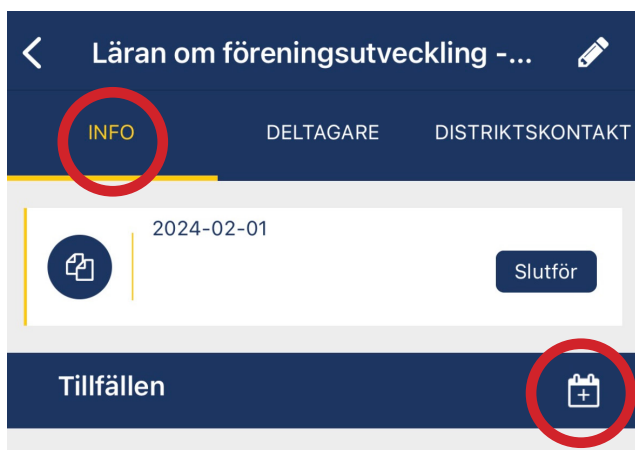 Läran om föreningsutveckling -...
INFO DELTAGARE DISTRIKTSKONTAKT
2024-02-01
Slutför
Tillfällen